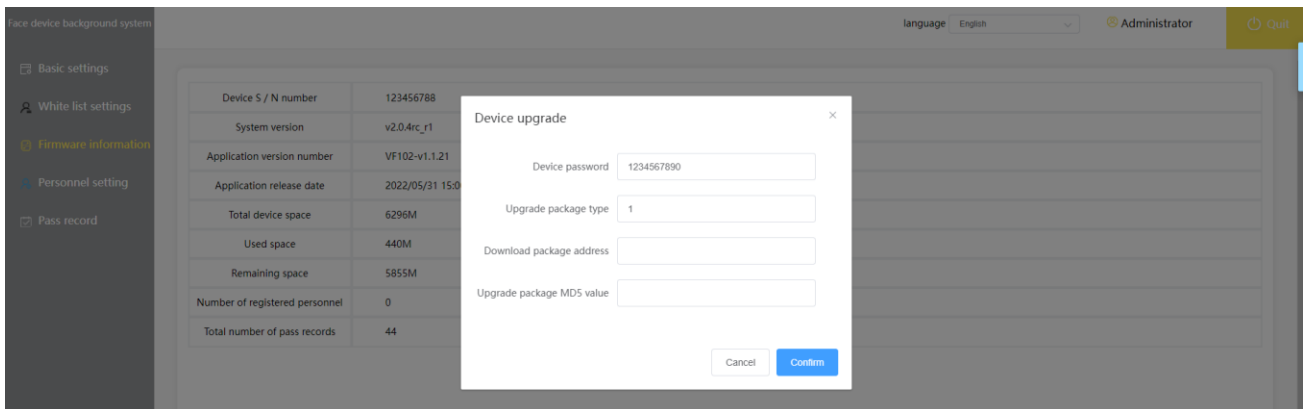 Face device background system
language English
Administrator
Quit
Basic settings
White list settings
Firmware information
Personnel setting
Pass record
Device S / N number 123456788
System version v2.0.4rc_r1
Application version number VF102-v1.1.21
Application release date 2022/05/31 15:0
Total device space 6296M
Used space 440M
Remaining space 5855M
Number of registered personnel 0
Total number of pass records 44
Device upgrade
Device password 1234567890
Upgrade package type 1
Download package address
Upgrade package MD5 value
Cancel Confirm